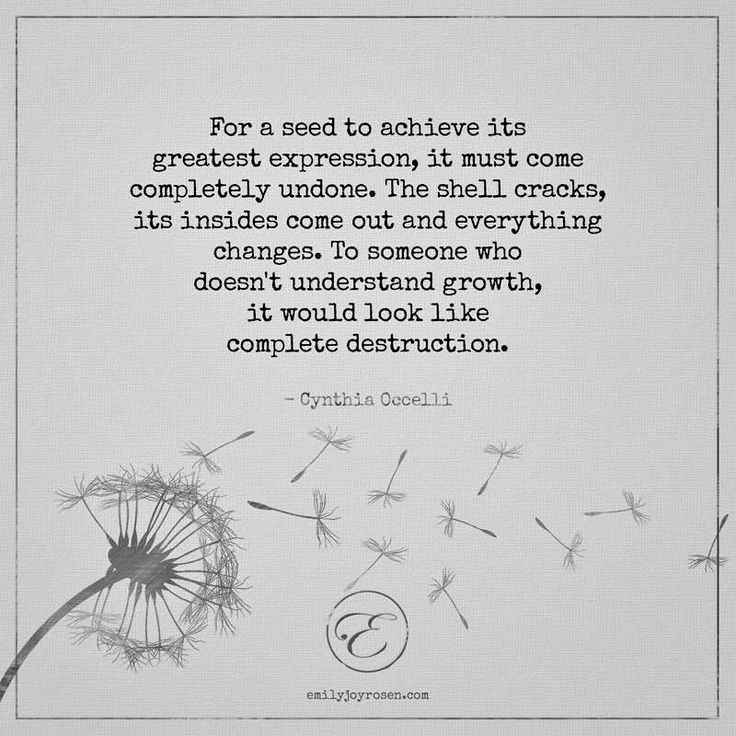 For a seed to achieve its
greatest expression, it must come
completely undone. The shell cracks,
its insides come out and everything
changes. To someone who
doesn't understand growth,
it would look like
complete destruction.
- Cynthia Occelli
E
emilyjoyrosen.com